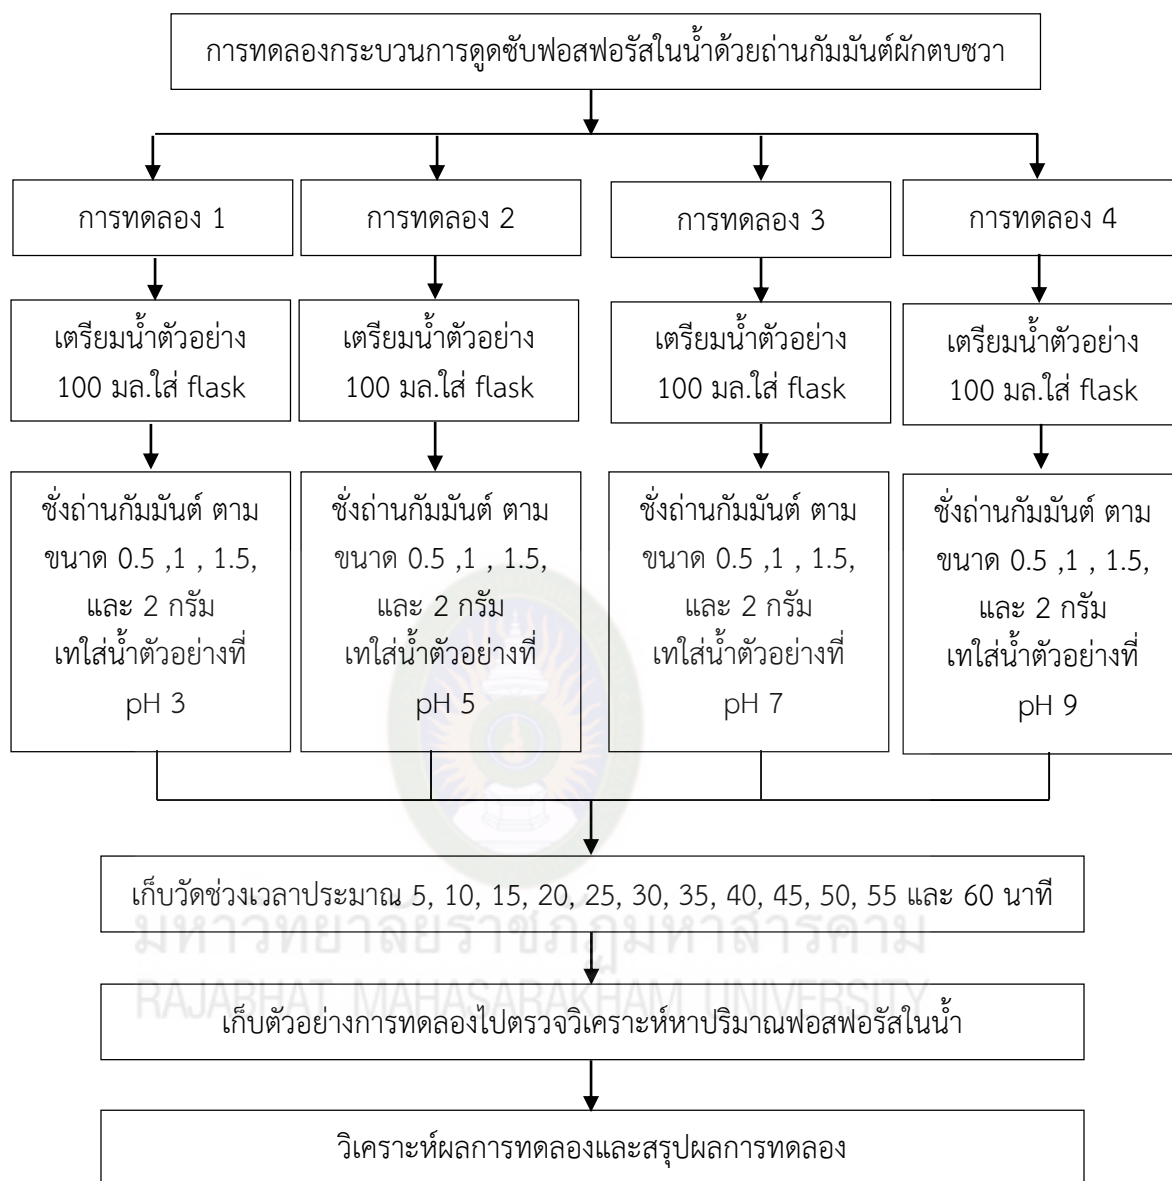 การทดลองกระบวนการดูดซับฟอสฟอรัสในน้ำด้วยถ่านกัมมันต์ผักตบชวา
การทดลอง 1
การทดลอง 2
การทดลอง 3
การทดลอง 4
เตรียมน้ำตัวอย่าง
100 มล.ใส่ flask
เตรียมน้ำตัวอย่าง
100 มล.ใส่ flask
เตรียมน้ำตัวอย่าง
100 มล.ใส่ flask
เตรียมน้ำตัวอย่าง
100 มล.ใส่ flask
ชั่งถ่านกัมมันต์ ตาม
ขนาด 0.5 ,1 , 1.5,
และ 2 กรัม
เทใส่น้ำตัวอย่างที่
pH 3
ชั่งถ่านกัมมันต์ ตาม
ขนาด 0.5 ,1 , 1.5,
และ 2 กรัม
เทใส่น้ำตัวอย่างที่
pH 5
ชั่งถ่านกัมมันต์ ตาม
ขนาด 0.5 ,1 , 1.5,
และ 2 กรัม
เทใส่น้ำตัวอย่างที่
pH 7
ชั่งถ่านกัมมันต์ ตาม
ขนาด 0.5 ,1 , 1.5,
และ 2 กรัม
เทใส่น้ำตัวอย่างที่
pH 9
เก็บวัดช่วงเวลาประมาณ 5, 10, 15, 20, 25, 30, 35, 40, 45, 50, 55 และ 60 นาที
มหาวิทยาลัยราชภัฏมหาสารคาม
RAJABHAT MAHASARAKHAM UNIVERSITY
เก็บตัวอย่างการทดลองไปตรวจวิเคราะห์หาปริมาณฟอสฟอรัสในน้ำ
วิเคราะห์ผลการทดลองและสรุปผลการทดลอง